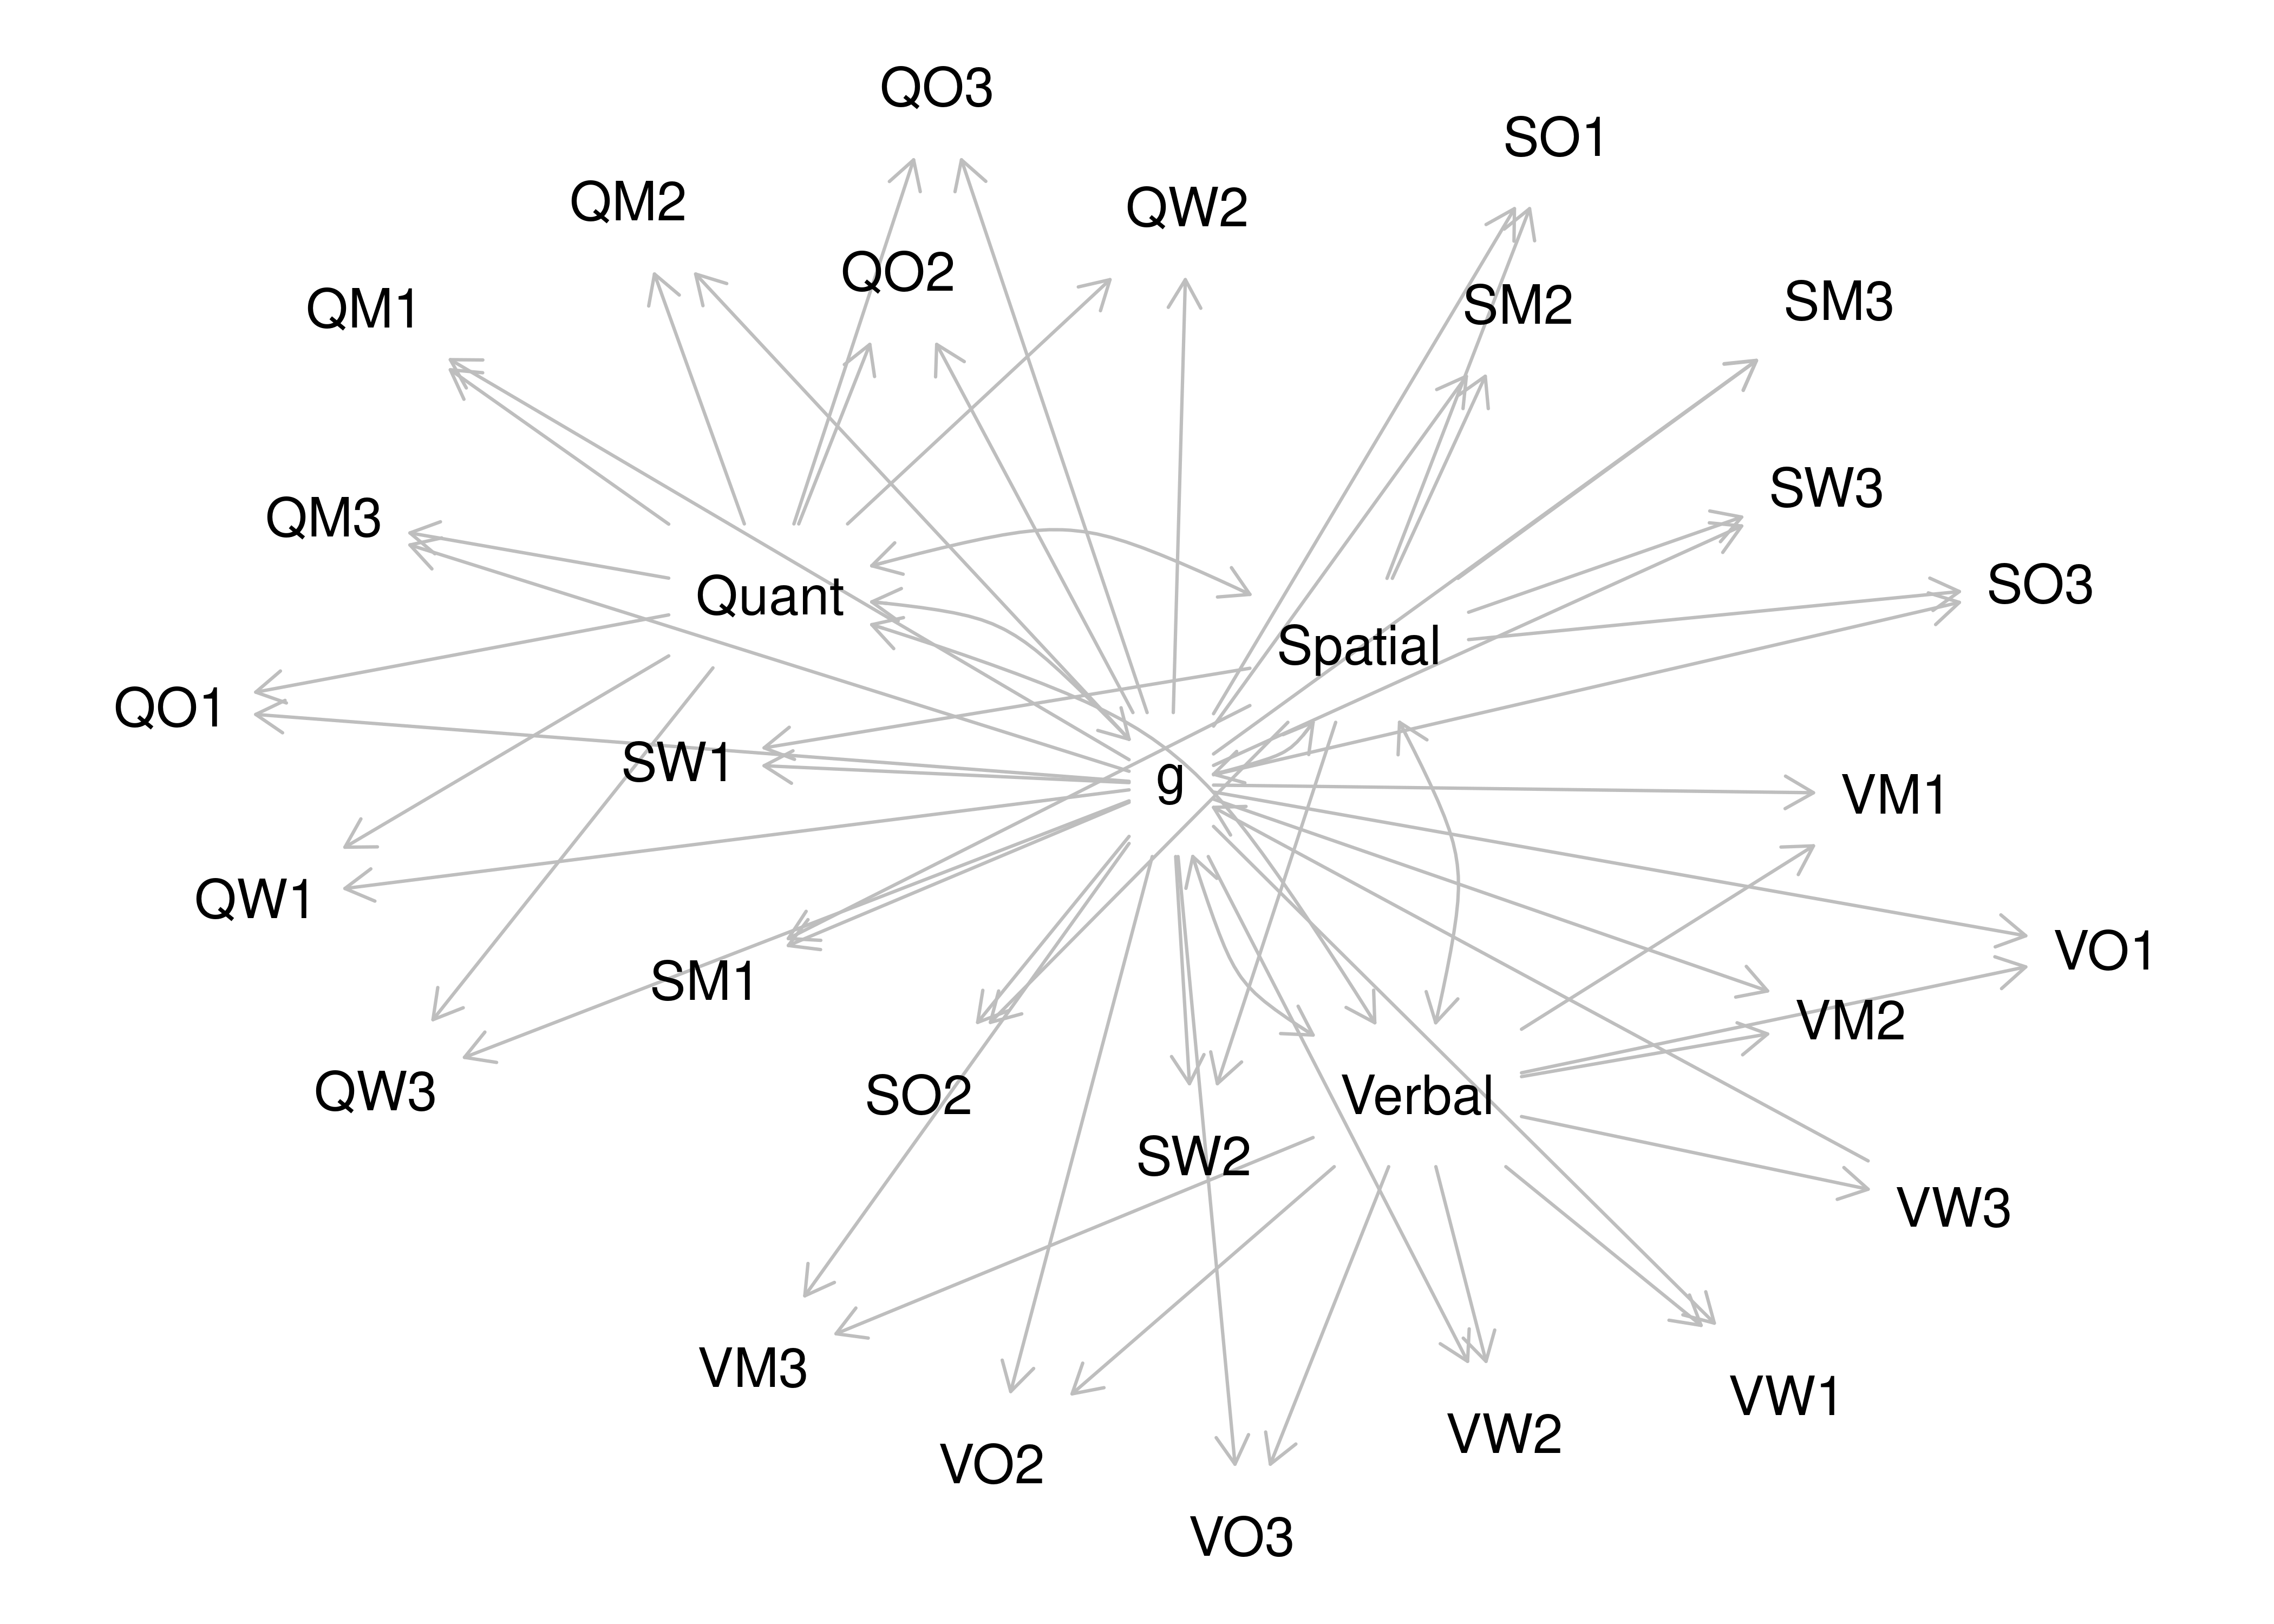 QO3
SO1
QM2
QW2
QO2
SM2
SM3
QM1
SW3
QM3
SO3
Quant
Spatial
QO1
SW1
g
VM1
QW1
VO1
SM1
VM2
QW3
SO2
Verbal
SW2
VW3
VM3
VW1
VW2
VO2
VO3